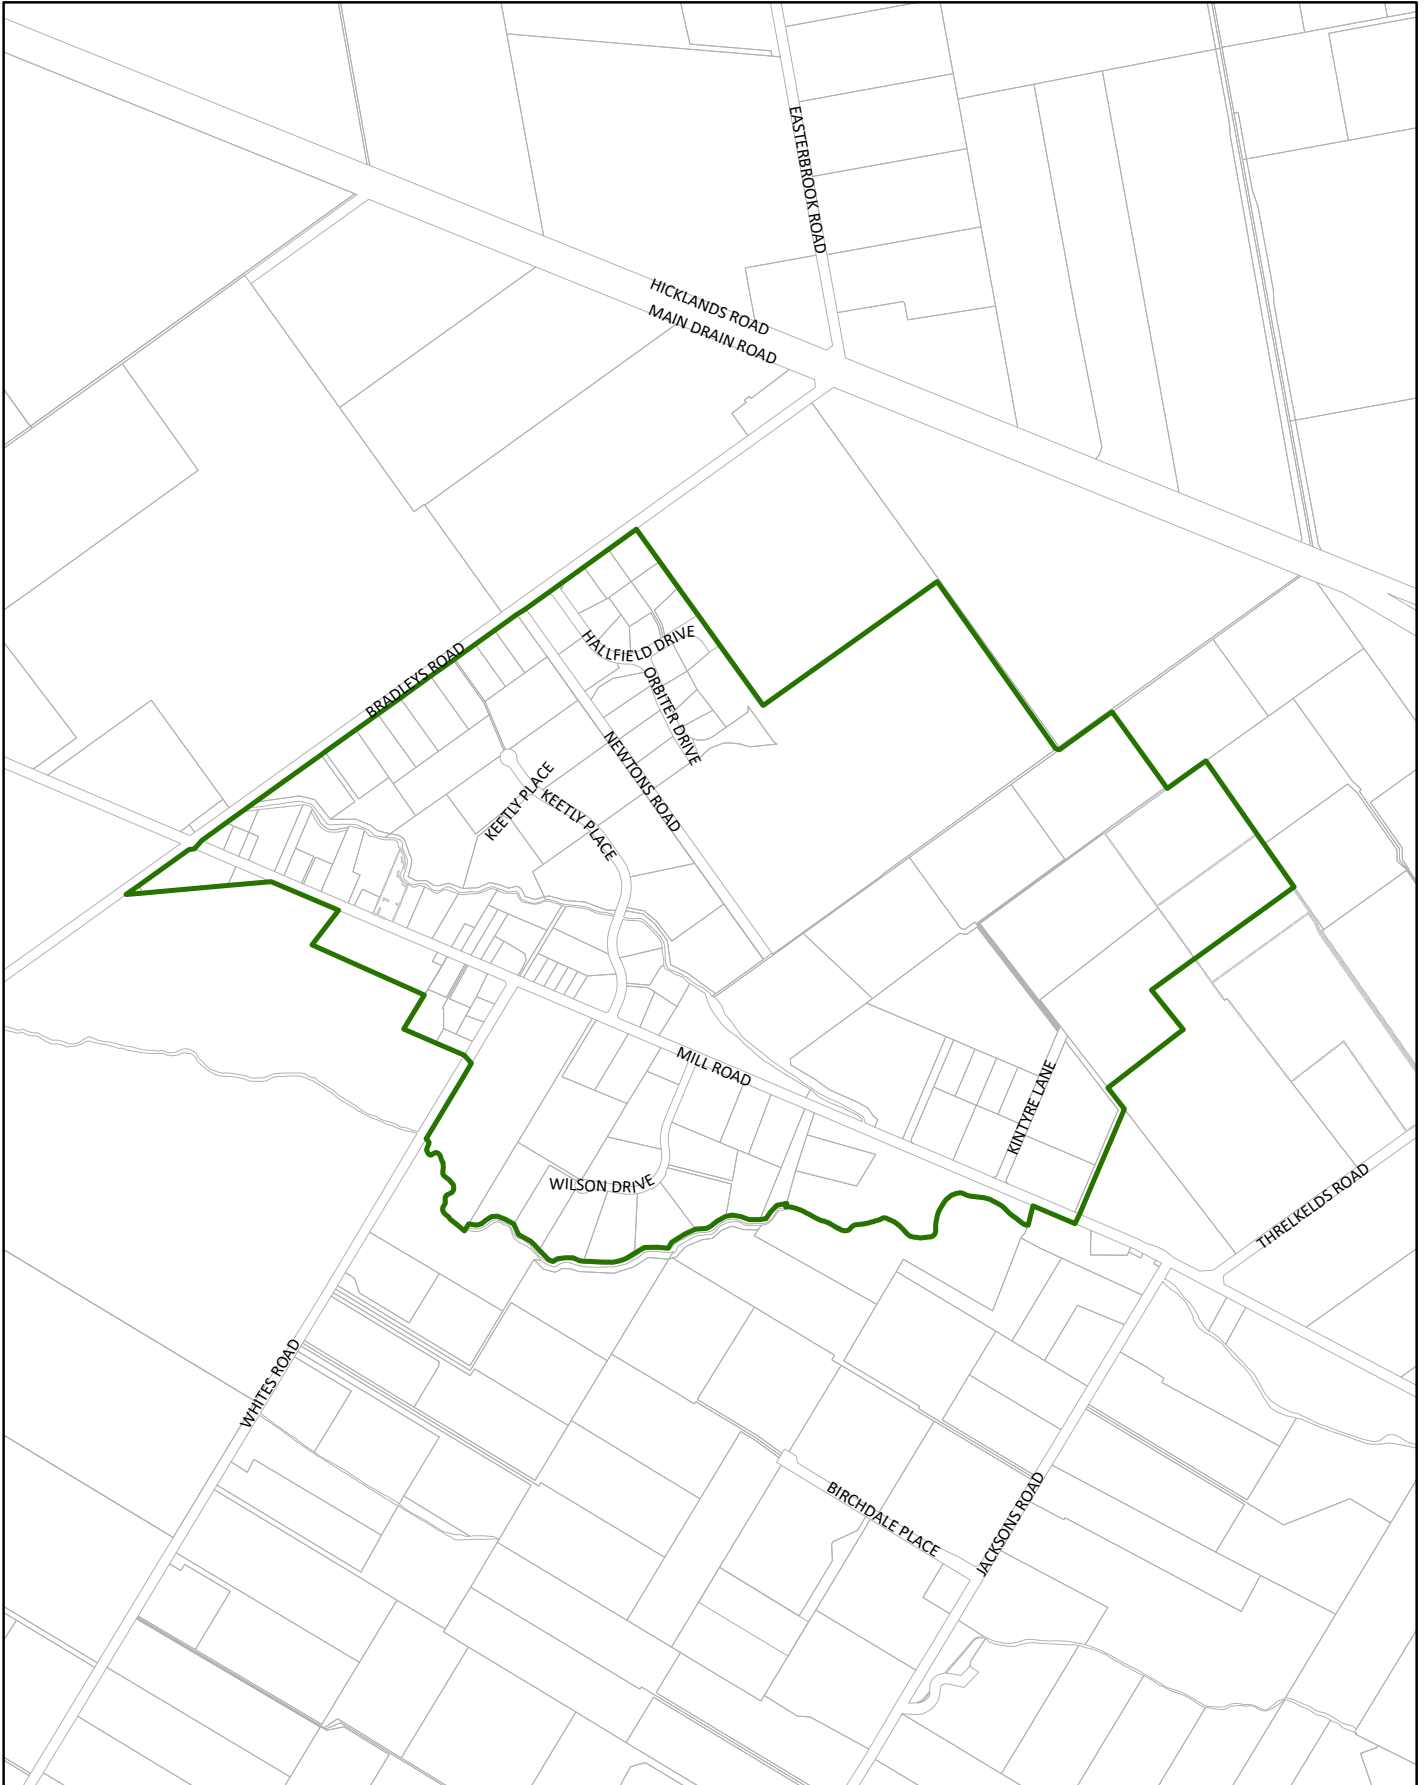 EASTERBROOK ROAD
HICKLANDS ROAD
MAIN DRAIN ROAD
HALLFIELD DRIVE
BRADLEYS ROAD
ORBITER DRIVE
NEWTONS ROAD
KEETLY PLACE
KEETLY PLACE
MILL ROAD
KINTYRE LANE
WILSON DRIVE
THRELKELDS ROAD
WHITES ROAD
BIRCHDALE PLACE
JACKSONS ROAD